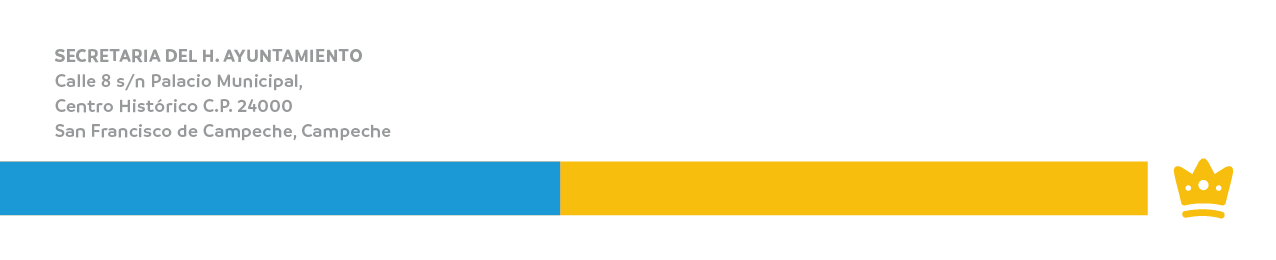 SECRETARIA DEL H. AYUNTAMIENTO
Calle 8 s/n Palacio Municipal,
Centro Histórico C.P. 24000
San Francisco de Campeche, Campeche